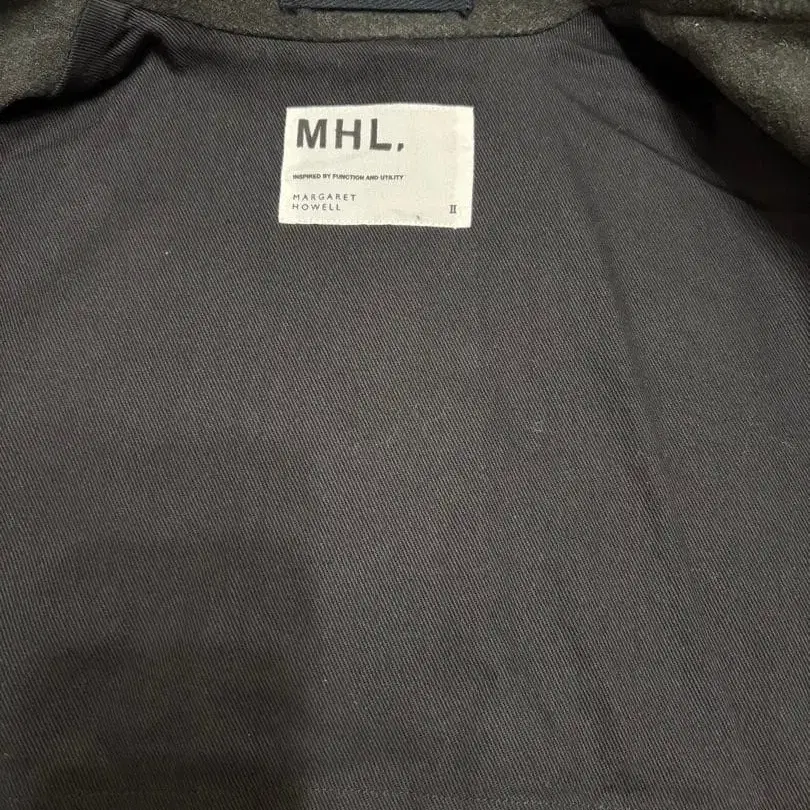 MHL.
INSPIRED BY FUNCTION AND UTILITY
MARGARET
HOWELL
II